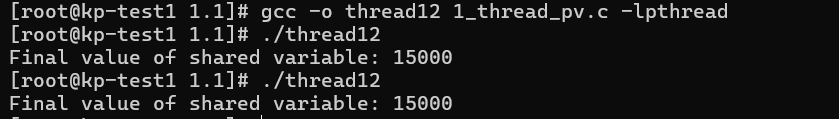 [root@kp-test1 1.1]# gcc -o thread12 1_thread_pv.c -lpthread
[root@kp-test1 1.1]# ./thread12
Final value of shared variable: 15000
[root@kp-test1 1.1]# ./thread12
Final value of shared variable: 15000